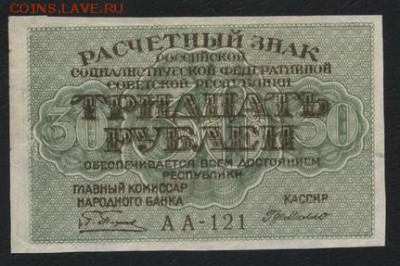 COINS.LAV.RU
РАСЧЕТНЫЙ ЗНАК
РОССИЙСКОЙ
СОЦИАЛИСТИЧЕСКОЙ ФЕДЕРАТИВНОЙ
СОВЕТСКОЙ РЕСПУБЛИКИ
30 ТРИДЦАТЬ 30
РУБЛЕЙ
ОБЕСПЕЧИВАЕТСЯ ВСЕМ ДОСТОЯНИЕМ
РЕСПУБЛИКИ
ГЛАВНЫЙ КОМИССАР
НАРОДНОГО БАНКА
КАССИР
АА-121